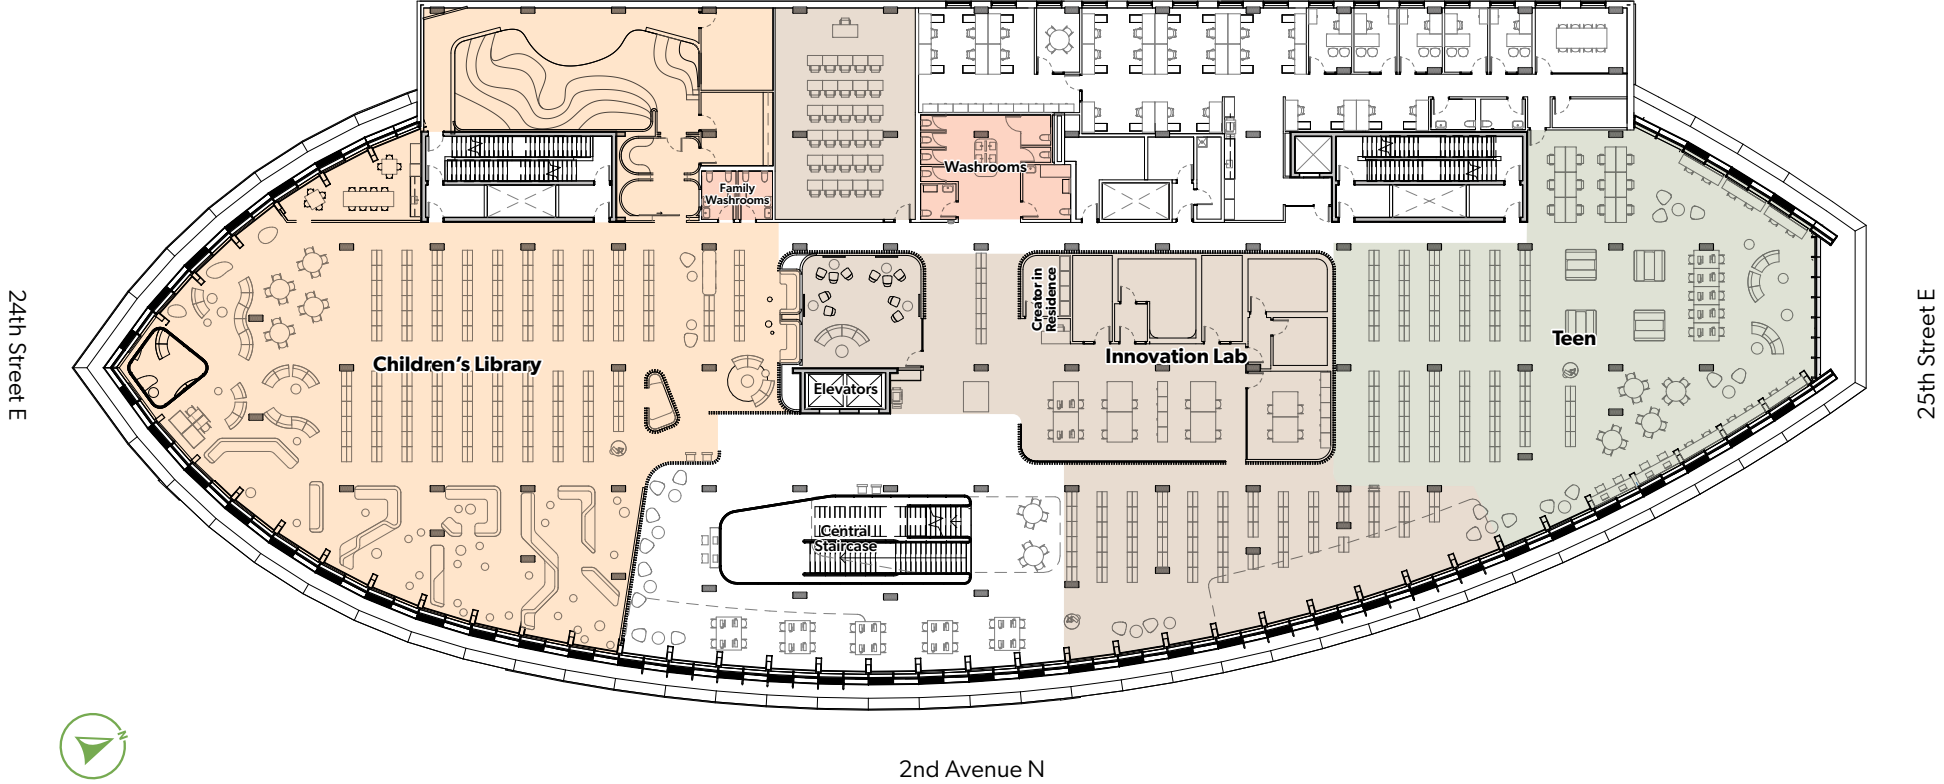 Family
Washrooms
Washrooms
24th Street E
Creator in
Residence
25th Street E
Teen
Innovation Lab
Children's Library
Elevators
Central
Staircase
N
2nd Avenue N